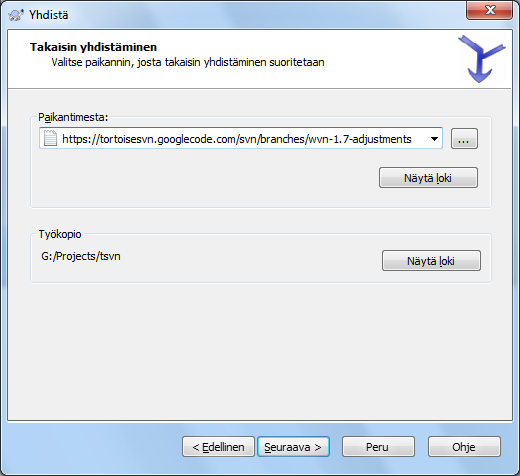 Yhdistä
Takaisin yhdistäminen
Valitse paikannin, josta takaisin yhdistäminen suoritetaan
Paikantimesta:
https://tortoisesvn.googlecode.com/svn/branches/wvn-1.7-adjustments
...
Näytä loki
Työkopio
G:/Projects/tsvn
Näytä loki
< Edellinen Seuraava > Peru Ohje